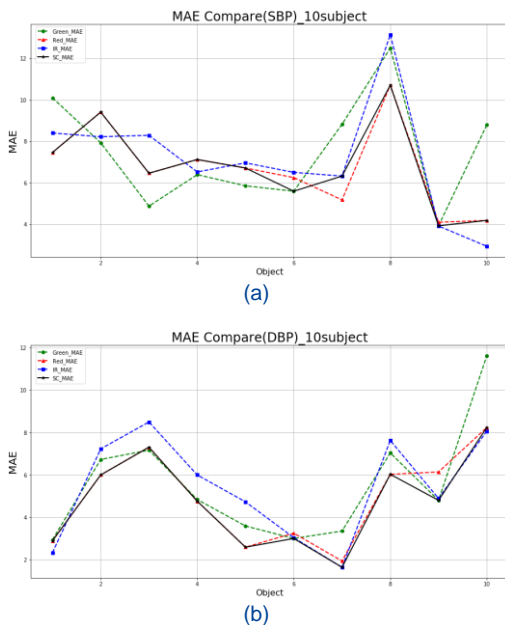 MAE Compare(SBP)_10subject
Green_MAE
Red_MAE
IR_MAE
SC_MAE
12
10
8
6
4
MAE
2
4
6
8
10
Object
(a)
MAE Compare(DBP)_10subject
Green_MAE
Red_MAE
IR_MAE
SC_MAE
12
10
8
6
4
2
MAE
2
4
6
8
10
Object
(b)